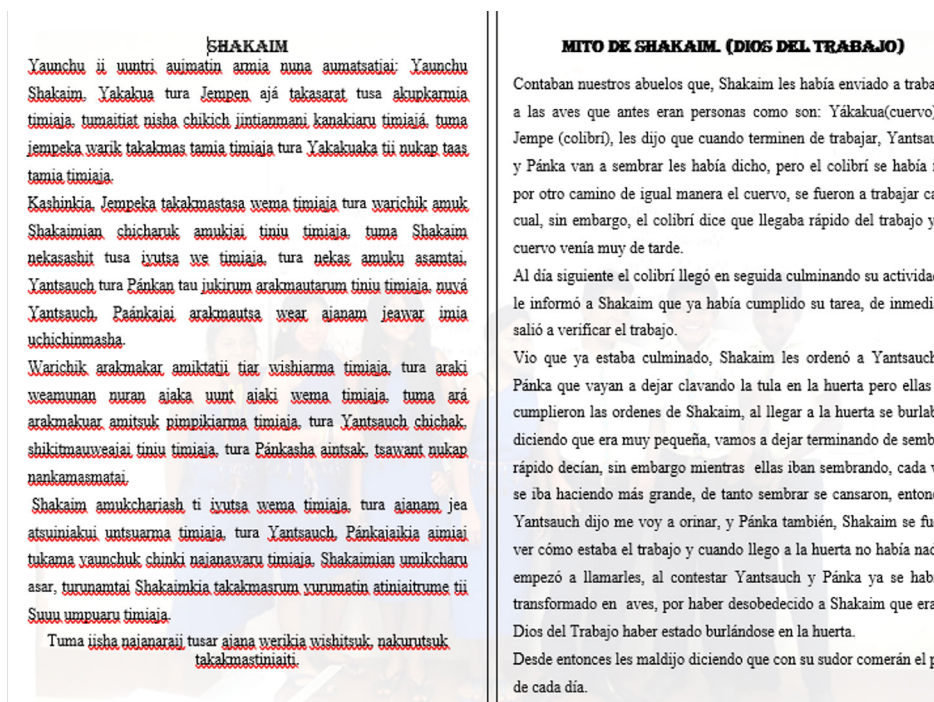 SHAKAIM
Yaunchu ii uuntri aujmatin armia nuna aumatsatjai: Yaunchu
Shakaim, Yakakua tura Jempen ajá takasarat tusa akupkarmia
timiaja, tumaitiat nisha chikich jintianmani kanakiaru timiajá, tuma
jempeka warik takakmas tamia timiaja tura Yakakuaka tii nukap taas
tamia timiaja.
Kashinkia, Jempeka takakmastasa wema timiaja tura warichik amuk
Shakaimian chicharuk amukjai tiniu timiaja, tuma Shakaim
nekasashit tusa iyutsa we timiaja, tura nekas amuku asamtai,
Yantsauch tura Pánkan tau jukirum arakmautarum tiniu timiaja, nuyá
Yantsauch, Paánkajai arakmautsa wear ajanam jeawar imia
uchichinmasha.
Warichik arakmakar amiktatji tiar wishiarma timiaja, tura araki
weamunan nuran ajaka uunt ajaki wema timiaja, tuma ará
arakmakuar amitsuk pimpikiarma timiaja, tura Yantsauch chichak,
shikitmauweajai tiniu timiaja, tura Pánkasha aintsak, tsawant nukap
nankamasmatai.
Shakaim amukchariash ti iyutsa wema timiaja, tura ajanam jea
atsuiniakui untsuarma timiaja, tura Yantsauch, Pánkajaikia aimiaj
tukama yaunchuk chinki najanawaru timiaja, Shakaimian umikcharu
asar, turunamtai Shakaimkia takakmasrum yurumatin atiniaitrume tii
Suuu umpuaru timiaja.
Tuma iisha najanaraij tusar ajana werikia wishitsuk, nakurutsuk
takakmastiniaiti.
MITO DE SHAKAIM. (DIOS DEL TRABAJO)
Contaban nuestros abuelos que, Shakaim les había enviado a
a las aves que antes eran personas como son: Yákakua(cuervo)
Jempe (colibrí), les dijo que cuando terminen de trabajar,
y Pánka van a sembrar les había dicho, pero el colibrí se había
por otro camino de igual manera el cuervo, se fueron a trabajar
cual, sin embargo, el colibrí dice que llegaba rápido del trabajo y
cuervo venía muy de tarde.
Al día siguiente el colibrí llegó en seguida culminando su
le informó a Shakaim que ya había cumplido su tarea, de
salió a verificar el trabajo.
Vio que ya estaba culminado, Shakaim les ordenó a Yantsauch
Pánka que vayan a dejar clavando la tula en la huerta pero ellas
cumplieron las ordenes de Shakaim, al llegar a la huerta se
diciendo que era muy pequeña, vamos a dejar terminando de
rápido decían, sin embargo mientras ellas iban sembrando, cada
se iba haciendo más grande, de tanto sembrar se cansaron,
Yantsauch dijo me voy a orinar, y Pánka también, Shakaim se
ver cómo estaba el trabajo y cuando llego a la huerta no había
empezó a llamarles, al contestar Yantsauch y Pánka ya se
transformado en aves, por haber desobedecido a Shakaim que
Dios del Trabajo haber estado burlándose en la huerta.
Desde entonces les maldijo diciendo que con su sudor comerán el
de cada día.